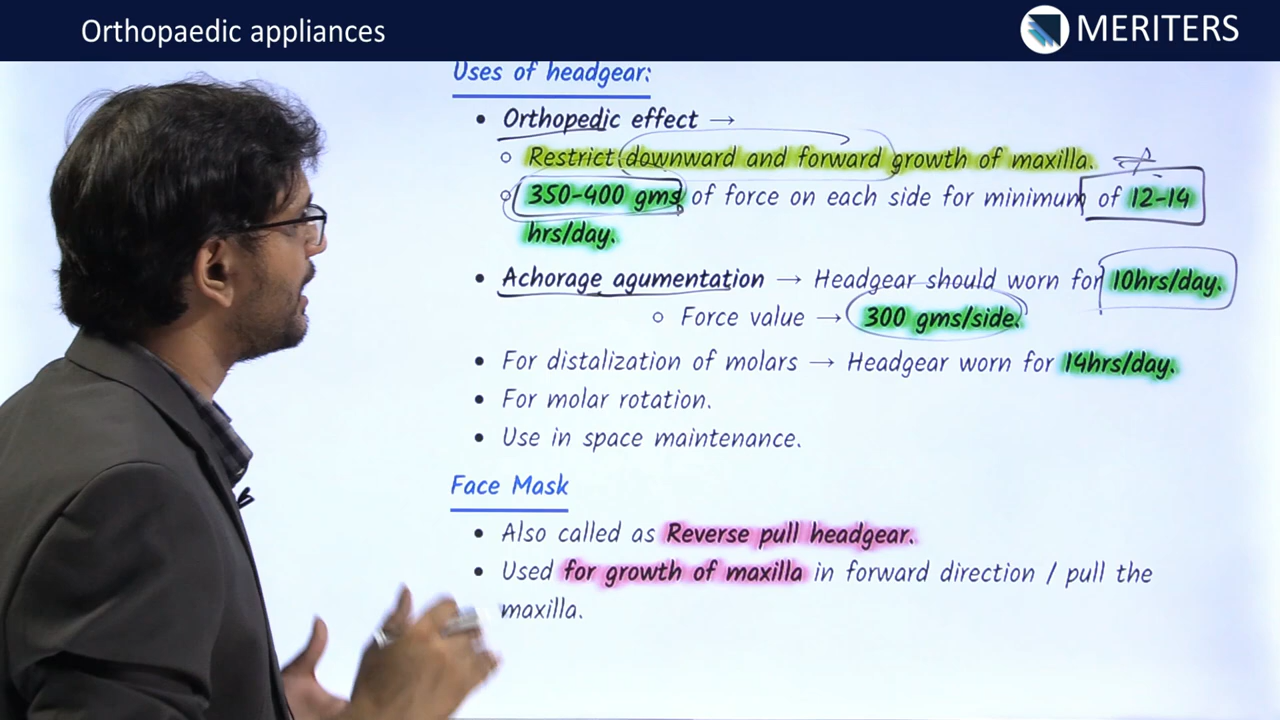 Orthopaedic appliances
MERITERS
Uses of headgear:
• Orthopedic effect →
○ Restrict downward and forward growth of maxilla.
○ 350-400 gms of force on each side for minimum of 12-14
hrs/day.
• Achorage agumentation → Headgear should worn for 10hrs/day.
○ Force value → 300 gms/side.
• For distalization of molars → Headgear worn for 14hrs/day.
• For molar rotation.
• Use in space maintenance.
Face Mask
• Also called as Reverse pull headgear.
• Used for growth of maxilla in forward direction / pull the
maxilla.